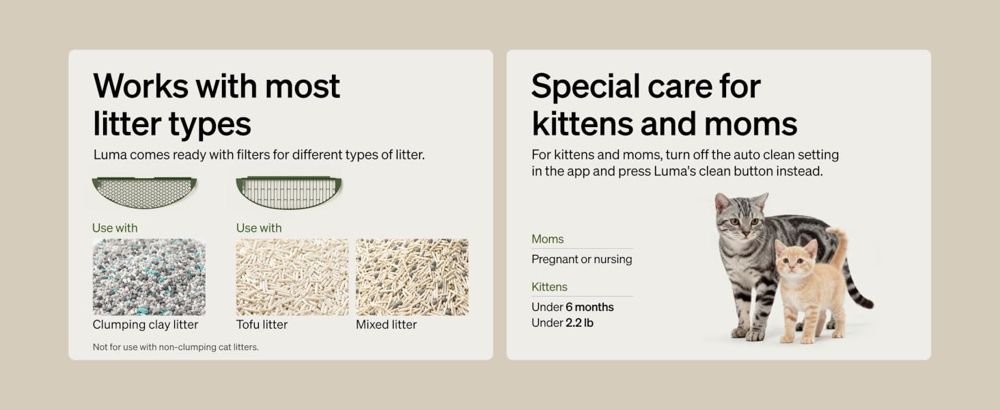 Works with most
litter types
Luma comes ready with filters for different types of litter.
Use with
Use with
Clumping clay litter
Tofu litter
Mixed litter
Not for use with non-clumping cat litters.
Special care for
kittens and moms
For kittens and moms, turn off the auto clean setting
in the app and press Luma's clean button instead.
Moms
Pregnant or nursing
Kittens
Under 6 months
Under 2.2 lb